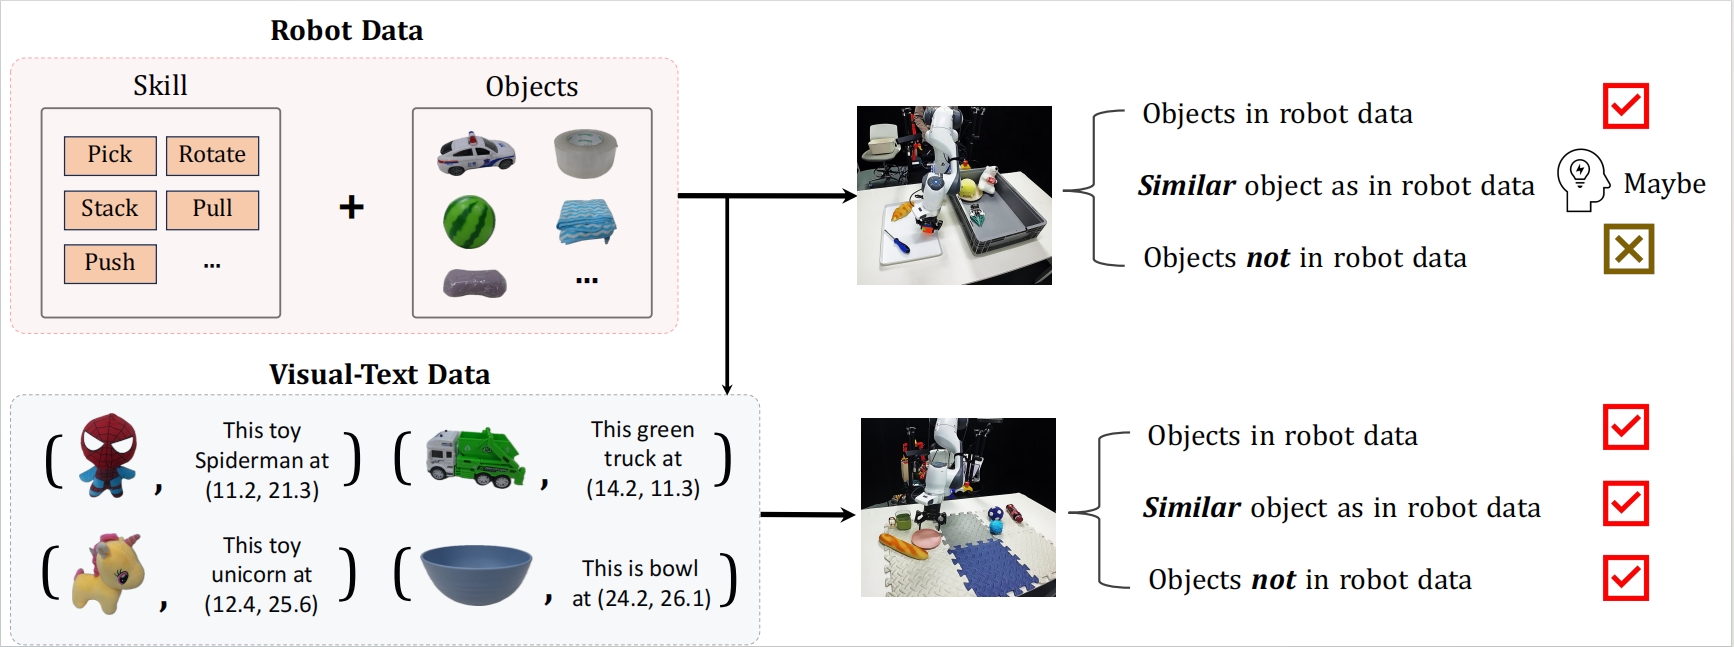 Robot Data
Skill
Objects
Pick
Rotate
Stack
Pull
Push
...
+
...
Objects in robot data
Similar object as in robot data
Maybe
Objects not in robot data
Visual-Text Data
( , This toy
Spiderman at
(11.2, 21.3) )
( , This green
truck at
(14.2, 11.3) )
( , This toy
unicorn at
(12.4, 25.6) )
( , This is bowl
at (24.2, 26.1) )
Objects in robot data
Similar object as in robot data
Objects not in robot data